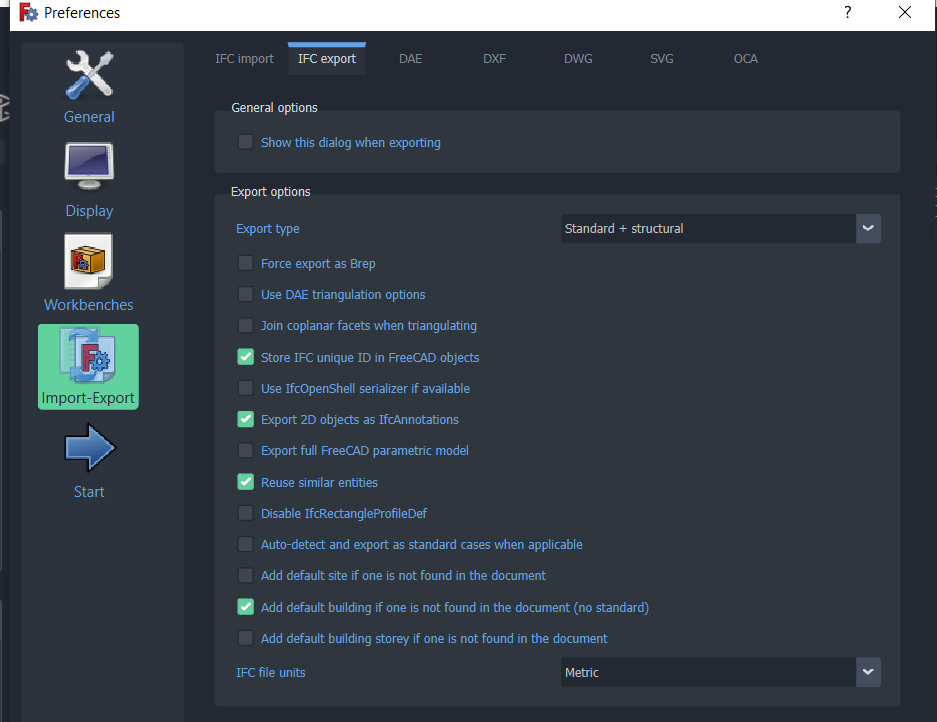 Preferences
?
General
Display
Workbenches
Import-Export
Start
IFC import IFC export DAE DXF DWG SVG OCA
General options
Show this dialog when exporting
Export options
Export type Standard + structural
Force export as Brep
Use DAE triangulation options
Join coplanar facets when triangulating
Store IFC unique ID in FreeCAD objects
Use IfcOpenShell serializer if available
Export 2D objects as IfcAnnotations
Export full FreeCAD parametric model
Reuse similar entities
Disable IfcRectangleProfileDef
Auto-detect and export as standard cases when applicable
Add default site if one is not found in the document
Add default building if one is not found in the document (no standard)
Add default building storey if one is not found in the document
IFC file units Metric